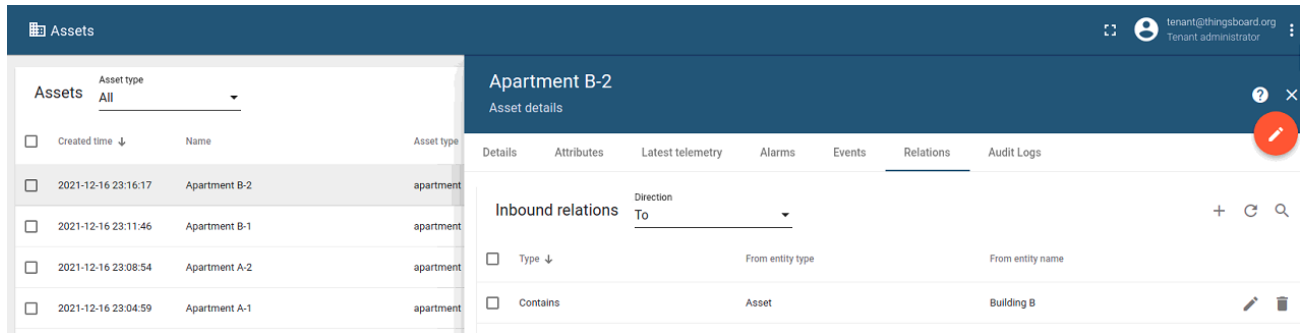 Assets
tenant@thingsboard.org
Tenant administrator
Assets
Asset type
All
Created time Name Asset type
2021-12-16 23:16:17 Apartment B-2 apartment
2021-12-16 23:11:46 Apartment B-1 apartment
2021-12-16 23:08:54 Apartment A-2 apartment
2021-12-16 23:04:59 Apartment A-1 apartment
Apartment B-2
Asset details
Details Attributes Latest telemetry Alarms Events Relations Audit Logs
Inbound relations
Direction
To
Type From entity type From entity name
Contains Asset Building B